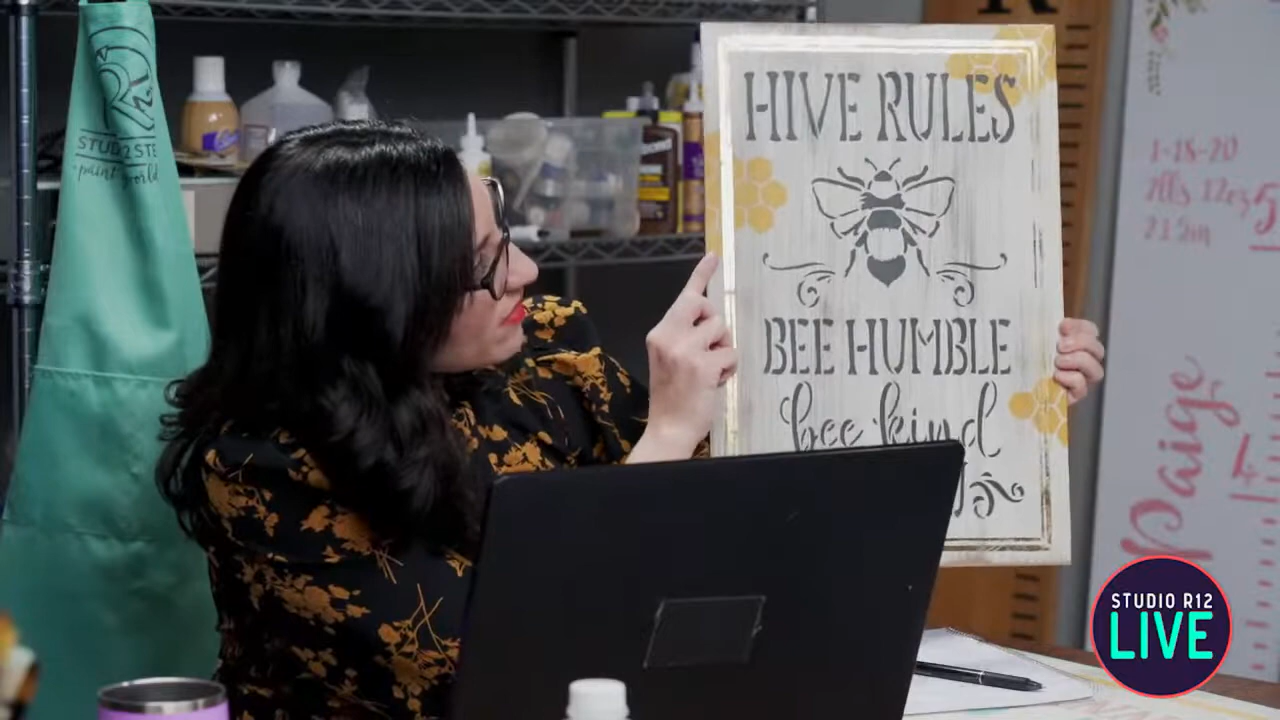 HIVE RULES
BEE HUMBLE
bee kind
STUDIO R12
LIVE
1-18-20
Paige
R